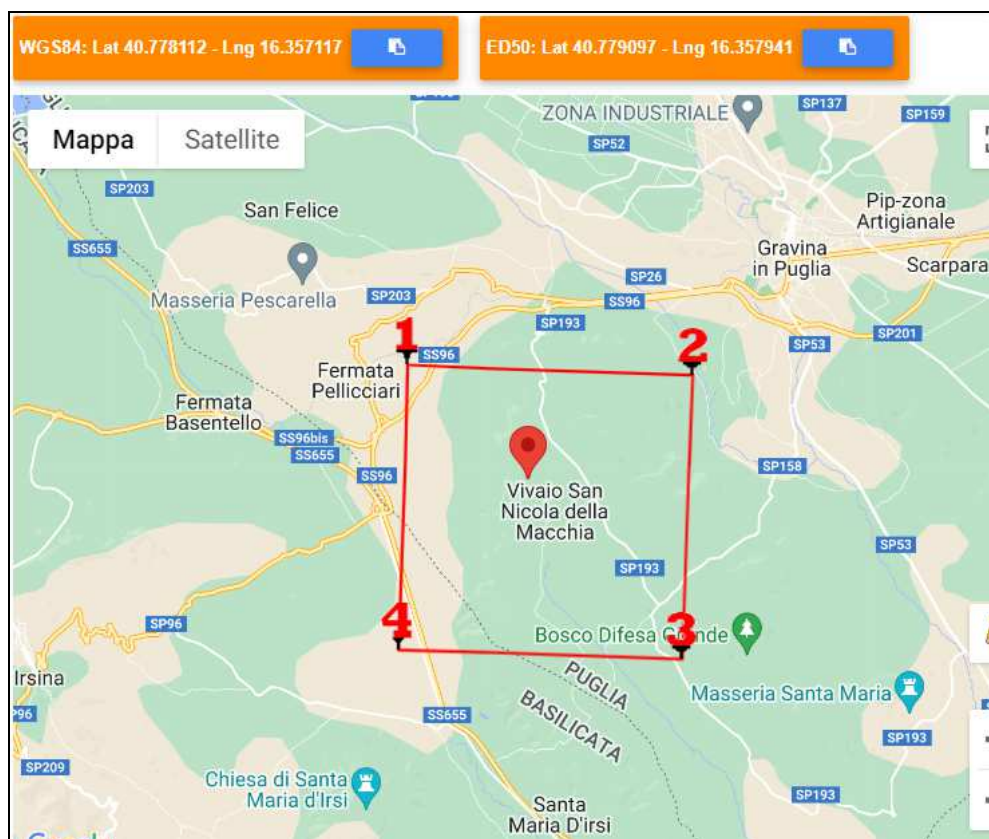 WGS84: Lat 40.778112 - Lng 16.357117
ED50: Lat 40.779097 - Lng 16.357941
Mappa
Satellite
ZONA INDUSTRIALE
SP137
SP159
SP52
SP203
San Felice
Pip-zona
Artigianale
SS655
Gravina
in Puglia
Scarpara
Masseria Pescarella
SP203
SP26
SS96
SP193
SP201
SP53
1
SS96
2
Fermata
Pellicciari
Fermata
Basentello
SS96bis
SS655
SS96
SP158
Vivaio San
Nicola della
Macchia
SP53
SP193
SP96
4
3
Bosco Difesa
Irsina
PUGLIA
BASILICATA
Masseria Santa Maria
P96
SS655
SP193
SP209
Chiesa di Santa
Maria d'Irsi
SP193
Santa
Maria D'irsi